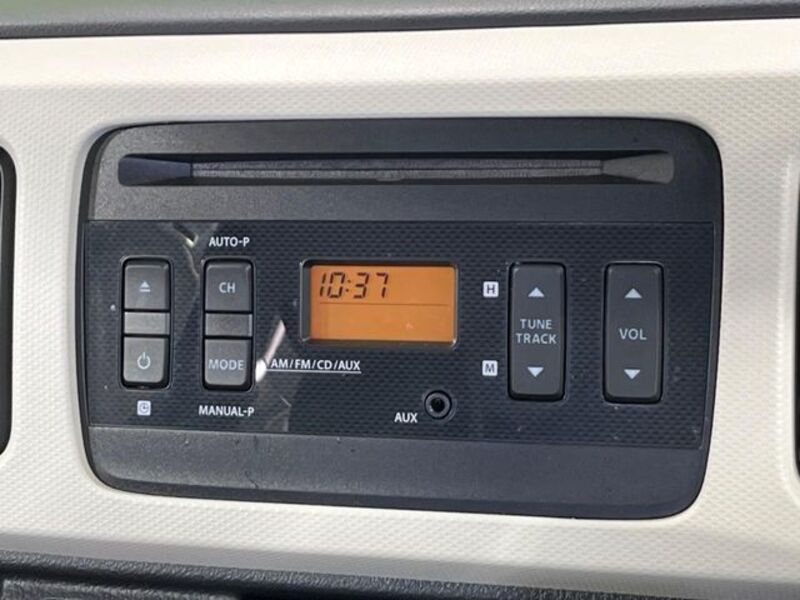 AUTO-P
CH
10:37
H
TUNE
TRACK
VOL
MODE
AM/FM/CD/AUX
M
MANUAL-P
AUX